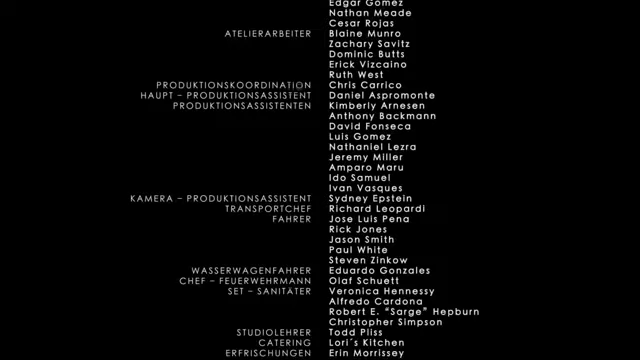 Edgar Gomez
Nathan Meade
Cesar Rojas
ATELIERARBEITER Blaine Munro
Zachary Savitz
Dominic Butts
Erick Vizcaino
Ruth West
PRODUKTIONSKOORDINATION Chris Carrico
HAUPT – PRODUKTIONSASSISTENT Daniel Aspromonte
PRODUKTIONSASSISTENTEN Kimberly Arnesen
Anthony Backmann
David Fonseca
Luis Gomez
Nathaniel Lezra
Jeremy Miller
Amparo Maru
Ido Samuel
Ivan Vasques
KAMERA – PRODUKTIONSASSISTENT Sydney Epstein
TRANSPORTCHEF Richard Leopardi
FAHRER Jose Luis Pena
Rick Jones
Jason Smith
Paul White
Steven Zinkow
WASSERWAGENFAHRER Eduardo Gonzales
CHEF – FEUERWEHRMANN Olaf Schuett
SET – SANITÄTER Veronica Hennessy
Alfredo Cardona
Robert E. “Sarge” Hepburn
Christopher Simpson
STUDIOLEHRER Todd Pliss
CATERING Lori´s Kitchen
ERFRISCHUNGEN Erin Morrissey